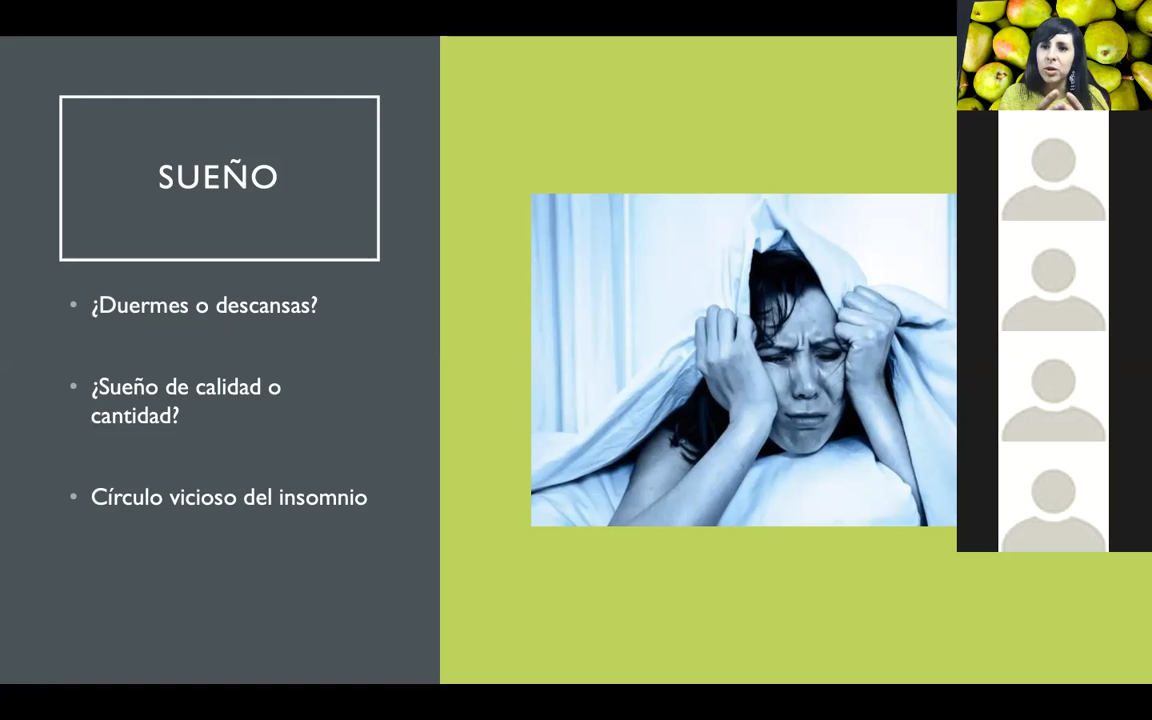 SUEÑO
¿Duermes o descansas?
¿Sueño de calidad o
cantidad?
Círculo vicioso del insomnio